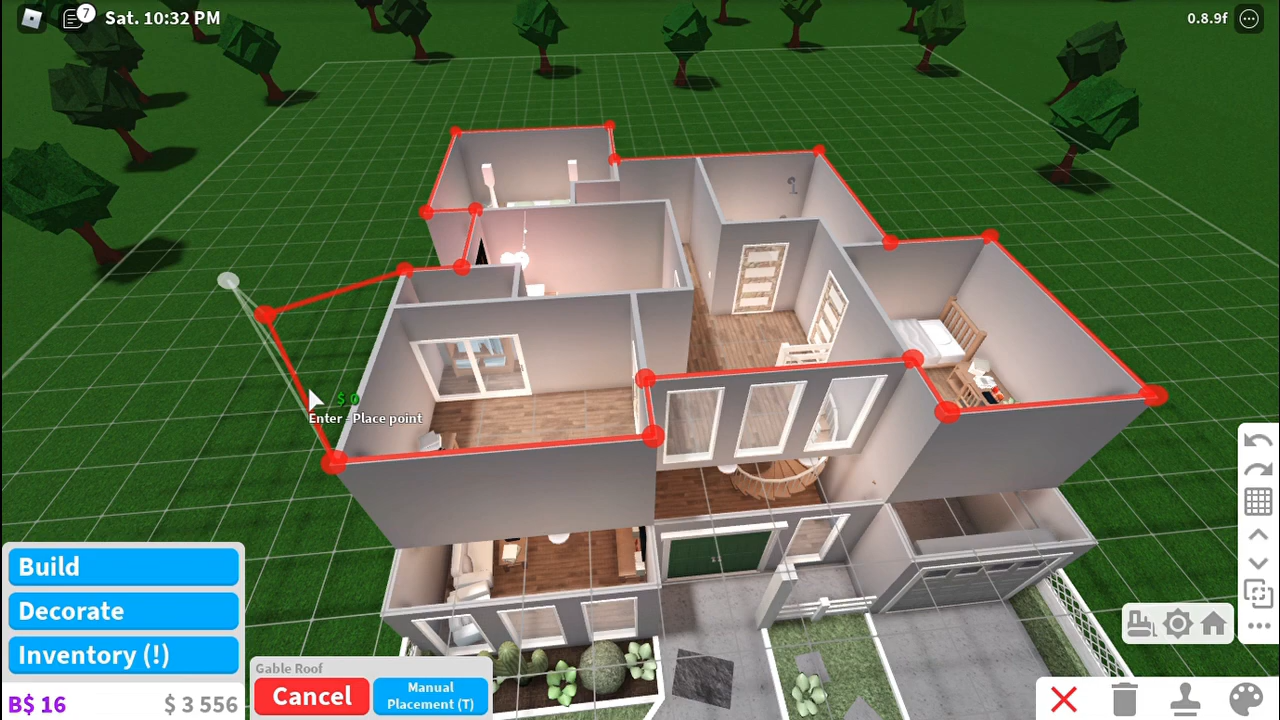 7
Sat. 10:32 PM
0.8.9f
$ 0
Enter - Place point
Build
Decorate
Inventory (!)
B$ 16
$ 3 556
Gable Roof
Cancel
Manual
Placement (T)